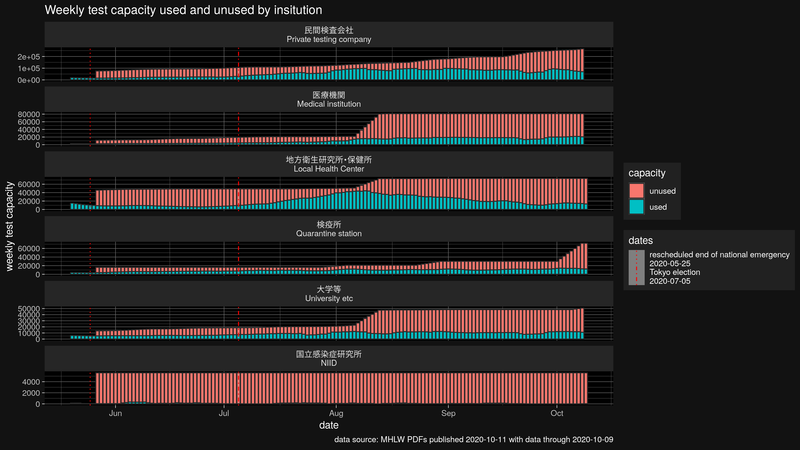 Weekly test capacity used and unused by insitution
民間検査会社
Private testing company
2e+05
1e+05
0e+00
医療機関
Medical institution
80000
60000
40000
20000
0
地方衛生研究所・保健所
Local Health Center
60000
40000
20000
0
検疫所
Quarantine station
60000
40000
20000
0
大学等
University etc
50000
40000
30000
20000
10000
0
国立感染症研究所
NIID
4000
2000
0
Jun Jul Aug Sep Oct
date
weekly test capacity
capacity
unused
used
dates
rescheduled end of national emergency
2020-05-25
Tokyo election
2020-07-05
data source: MHLW PDFs published 2020-10-11 with data through 2020-10-09